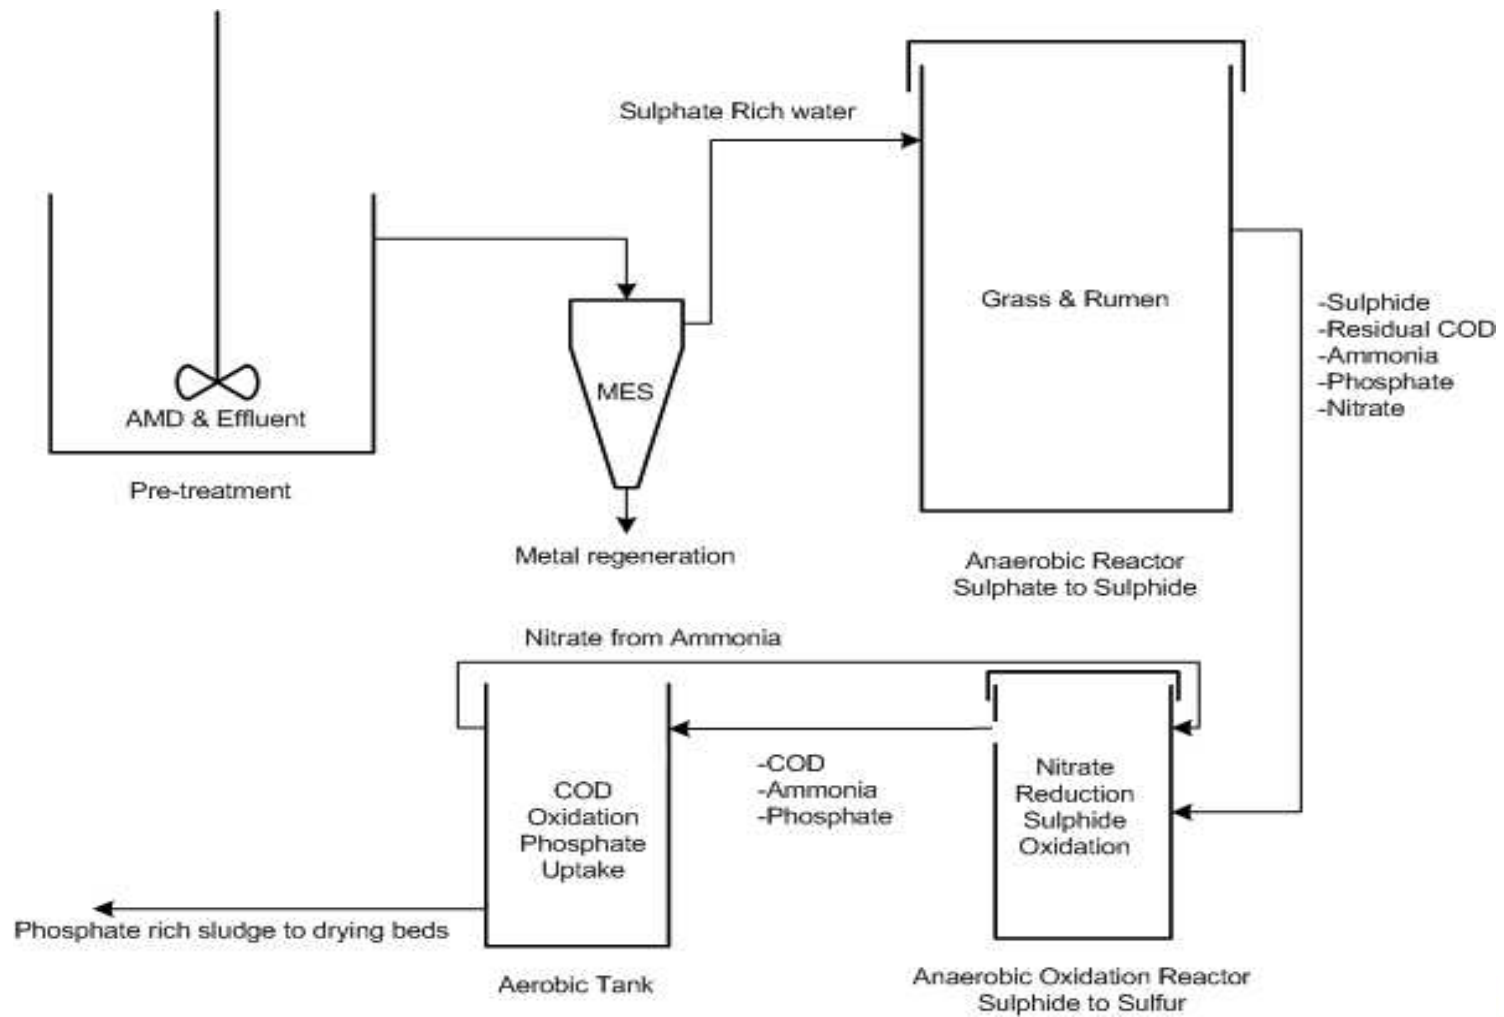 Sulphate Rich water
Grass & Rumen
-Sulphide
-Residual COD
-Ammonia
-Phosphate
-Nitrate
MES
AMD & Effluent
Pre-treatment
Metal regeneration
Anaerobic Reactor
Sulphate to Sulphide
Nitrate from Ammonia
COD
Oxidation
Phosphate
Uptake
-COD
-Ammonia
-Phosphate
Nitrate
Reduction
Sulphide
Oxidation
Phosphate rich sludge to drying beds
Aerobic Tank
Anaerobic Oxidation Reactor
Sulphide to Sulfur